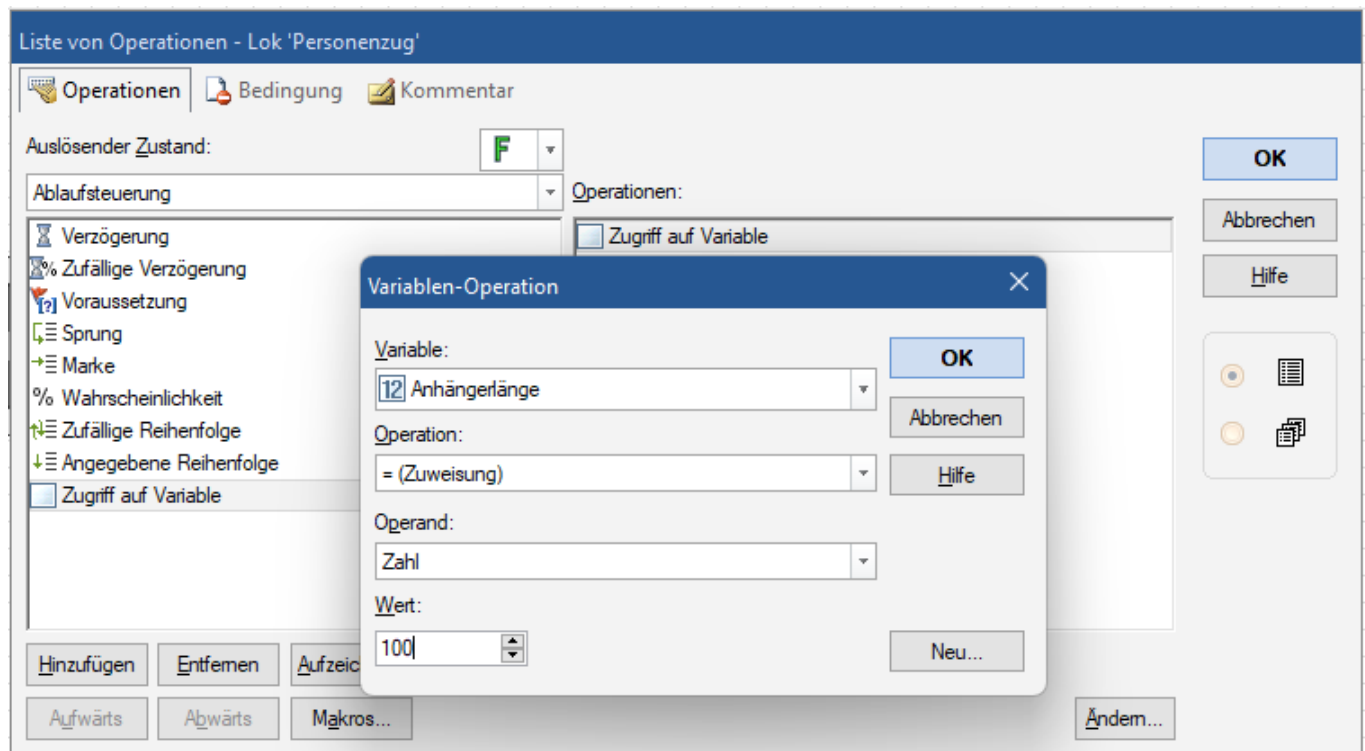 Liste von Operationen - Lok 'Personenzug'
Operationen Bedingung Kommentar
Auslösender Zustand:
F
Ablaufsteuerung
Operationen:
Verzögerung
Zufällige Verzögerung
Voraussetzung
Sprung
Marke
% Wahrscheinlichkeit
Zufällige Reihenfolge
Angegebene Reihenfolge
Zugriff auf Variable
Zugriff auf Variable
OK
Abbrechen
Hilfe
Variablen-Operation
Variable:
12 Anhängerlänge
Operation:
= (Zuweisung)
Operand:
Zahl
Wert:
100
OK
Abbrechen
Hilfe
Neu...
Hinzufügen Entfernen Aufzeic
Aufwärts Abwärts Makros... Ändern...